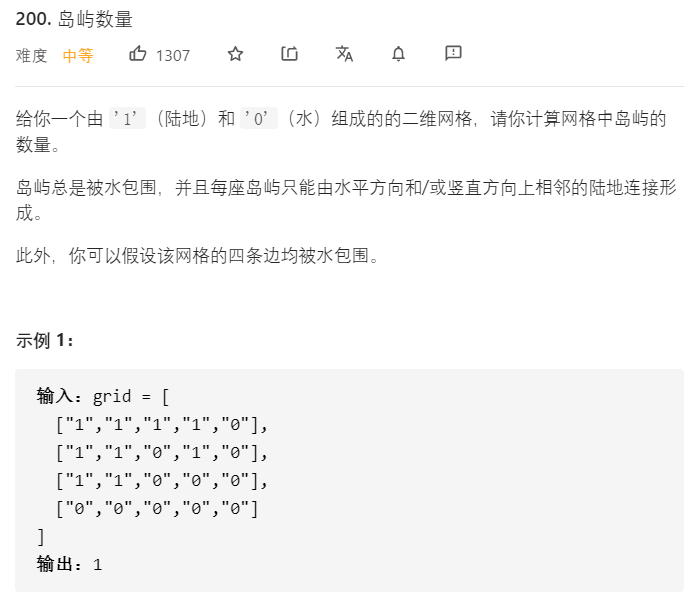 200. 岛屿数量
难度 中等 1307
给你一个由 '1' （陆地）和 '0' （水）组成的的二维网格，请你计算网格中岛屿的
数量。
岛屿总是被水包围，并且每座岛屿只能由水平方向和/或竖直方向上相邻的陆地连接形
成。
此外，你可以假设该网格的四条边均被水包围。
示例 1：
输入：grid = [
["1","1","1","1","0"],
["1","1","0","1","0"],
["1","1","0","0","0"],
["0","0","0","0","0"]
]
输出：1